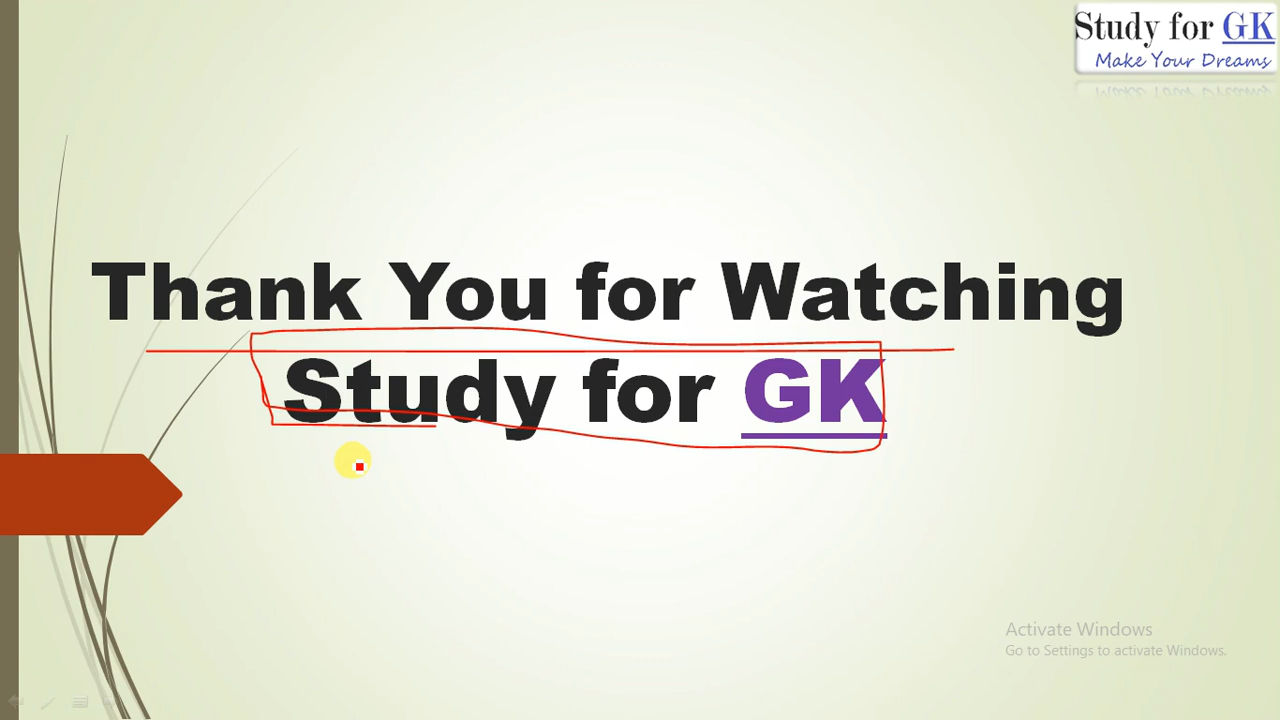 Study for GK
Make Your Dreams
Thank You for Watching
Study for GK
Activate Windows
Go to Settings to activate Windows.